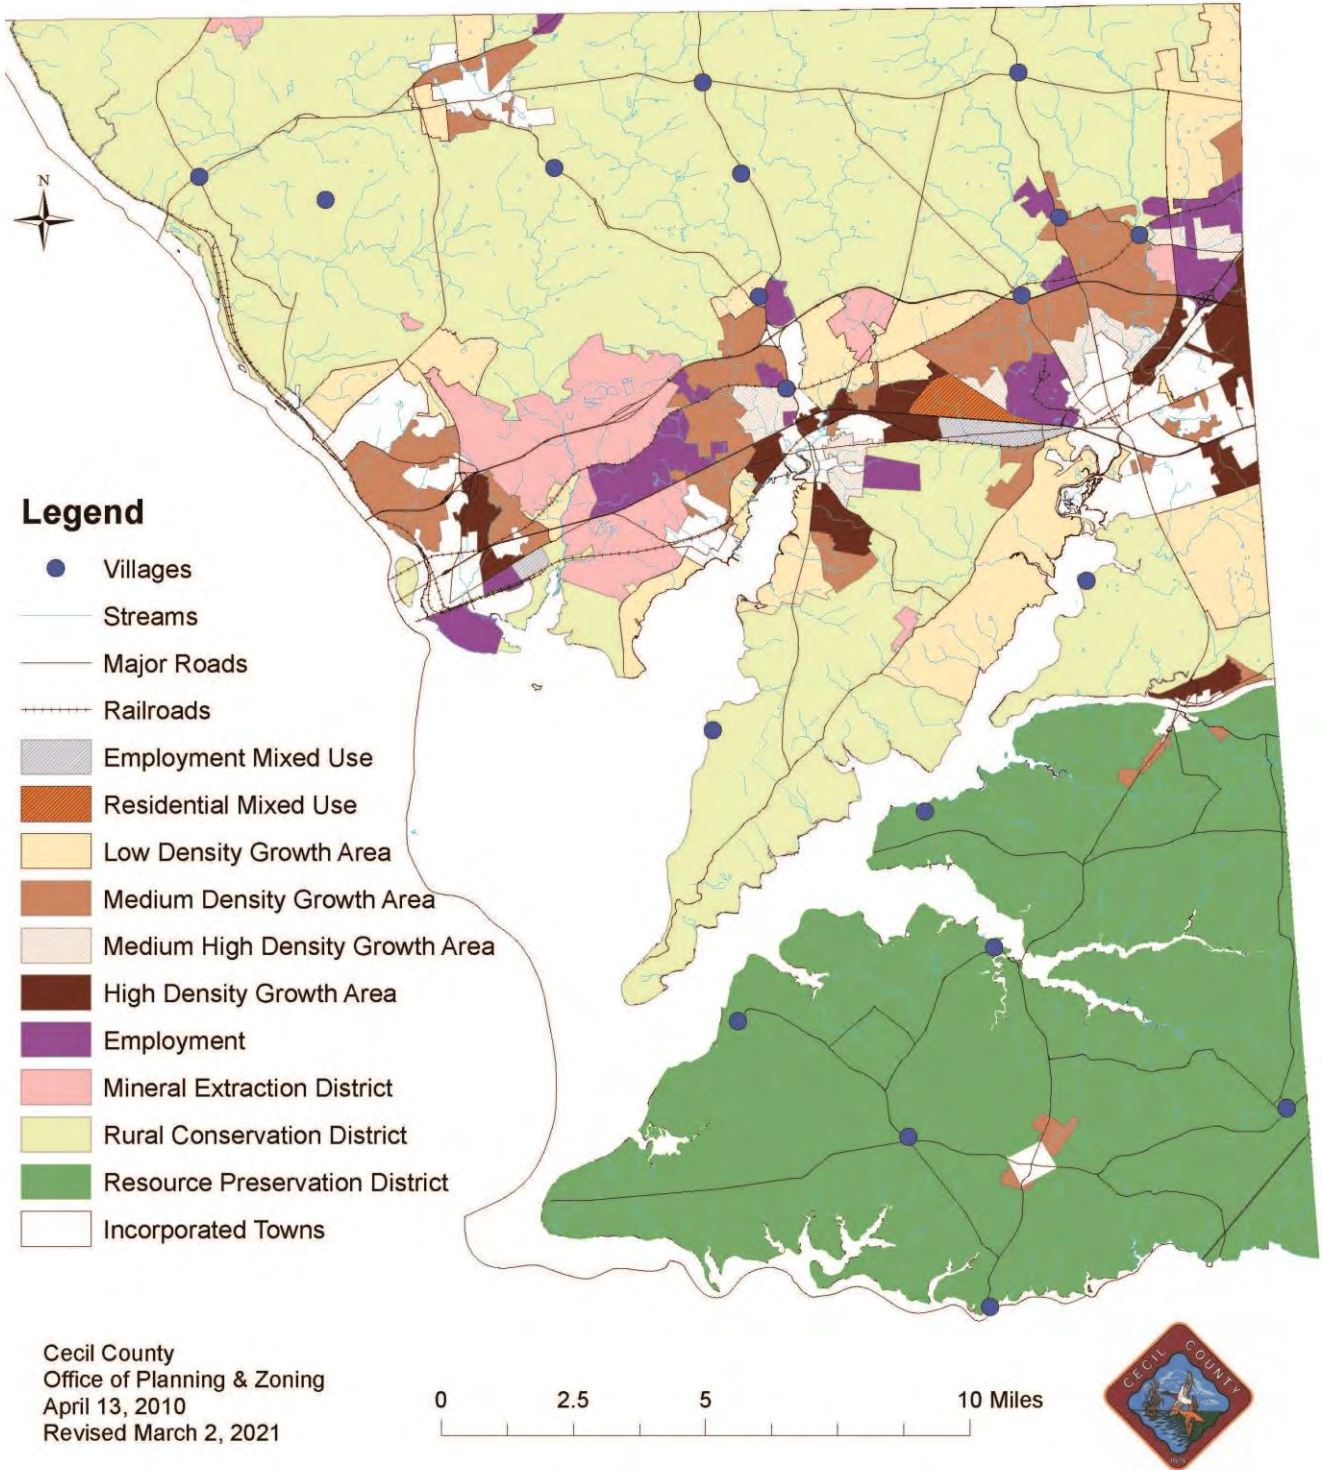 N
Legend
Villages
Streams
Major Roads
Railroads
Employment Mixed Use
Residential Mixed Use
Low Density Growth Area
Medium Density Growth Area
Medium High Density Growth Area
High Density Growth Area
Employment
Mineral Extraction District
Rural Conservation District
Resource Preservation District
Incorporated Towns
Cecil County
Office of Planning & Zoning
April 13, 2010
Revised March 2, 2021
0 2.5 5 10 Miles
CECIL COUNTY